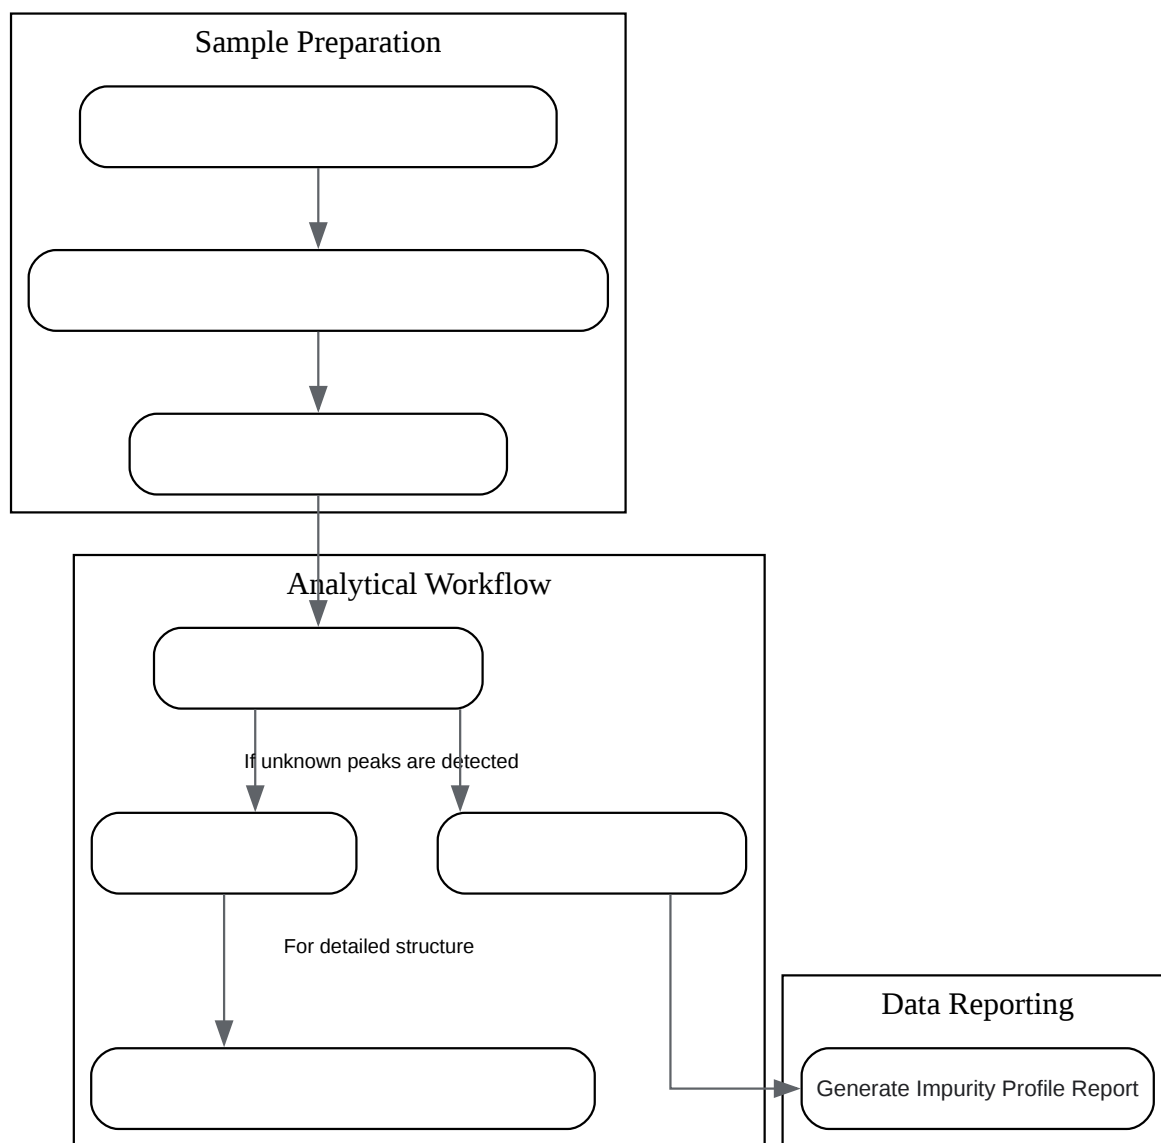 Sample Preparation
Analytical Workflow
If unknown peaks are detected
For detailed structure
Data Reporting
Generate Impurity Profile Report